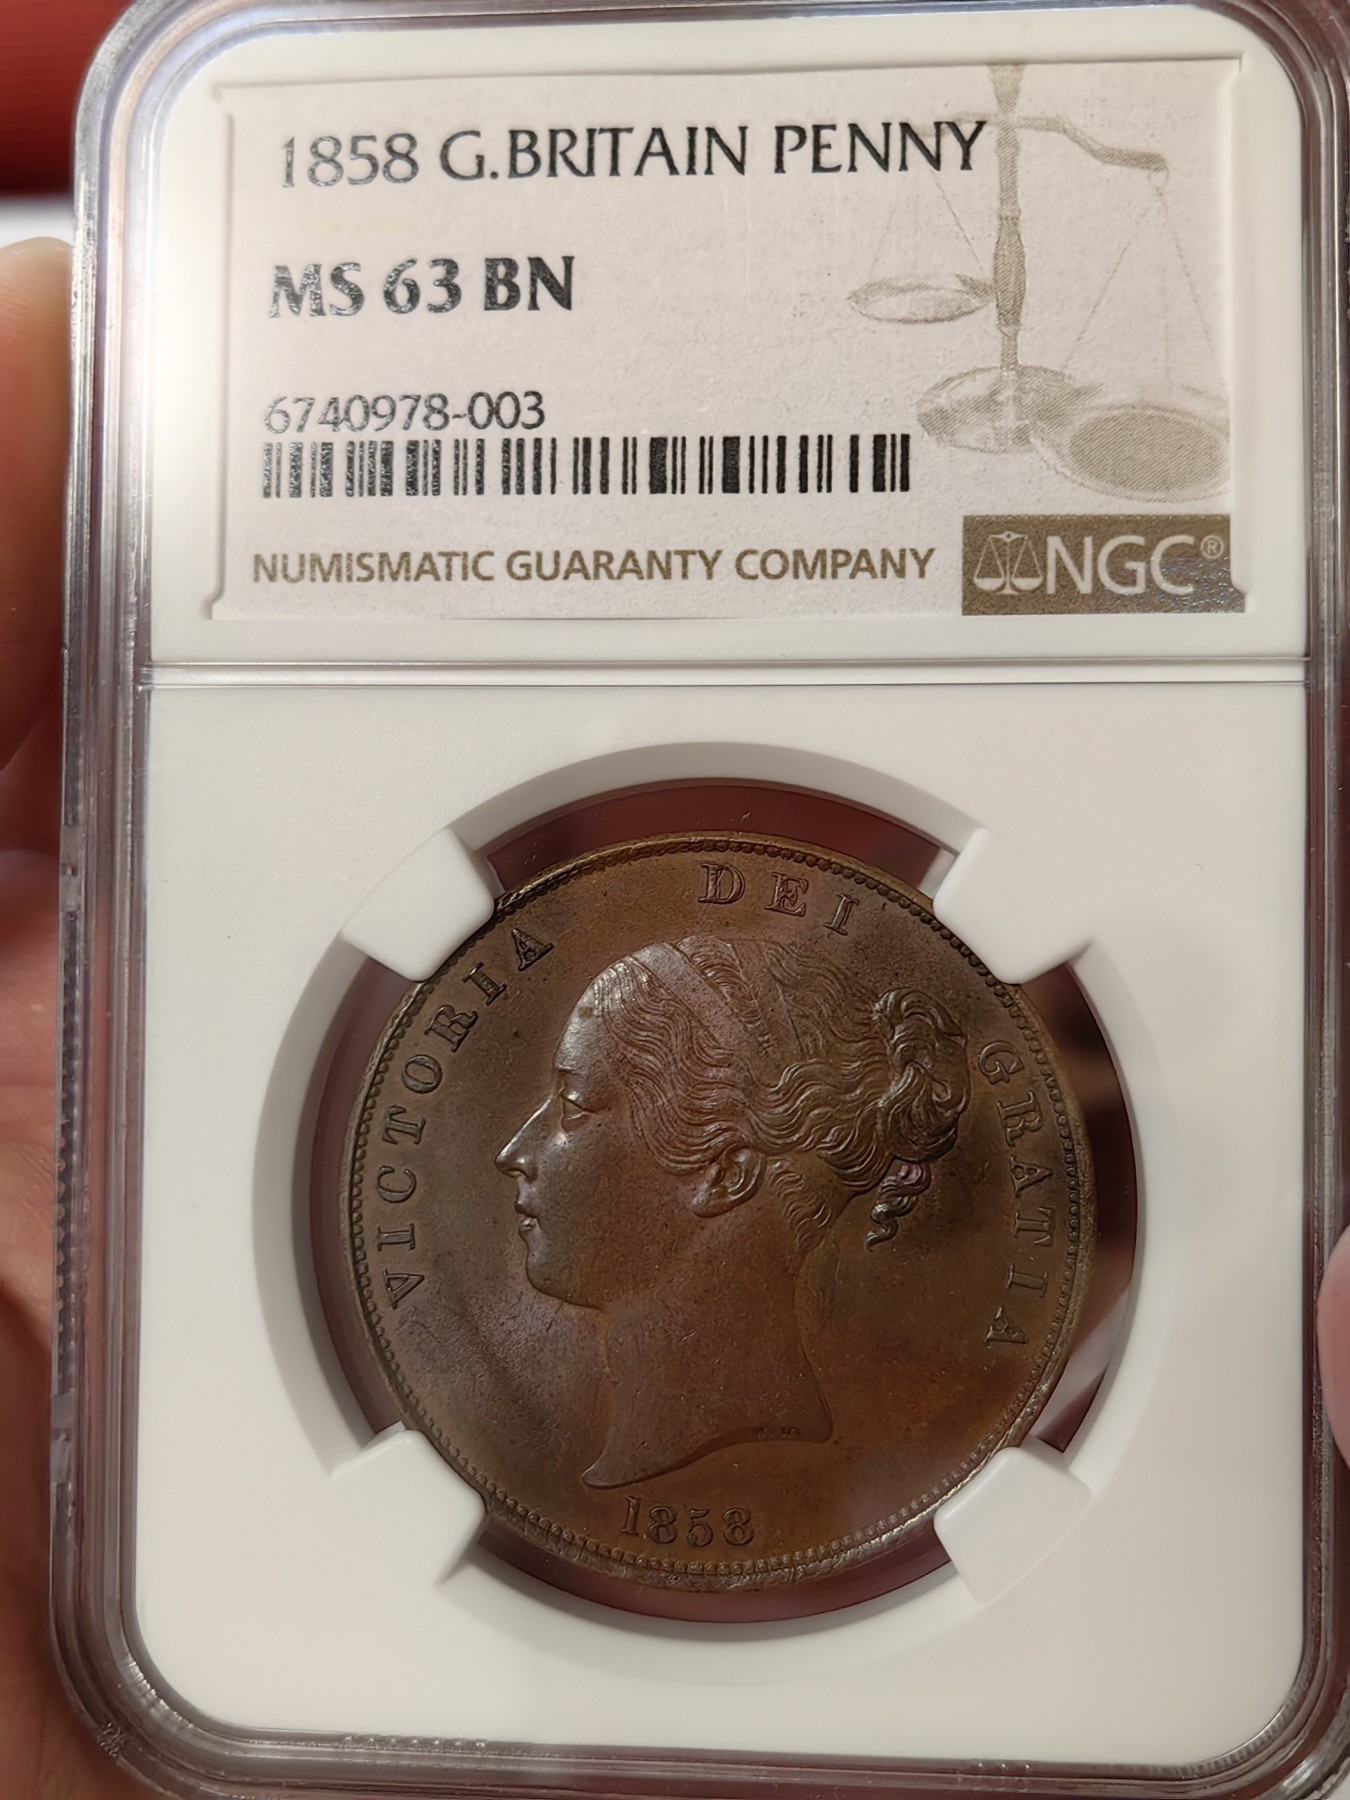 1858 G.BRITAIN PENNY
MS 63 BN
6740978-003
NUMISMATIC GUARANTY COMPANY
NGC®
VICTORIA DEI GRATIA
1858